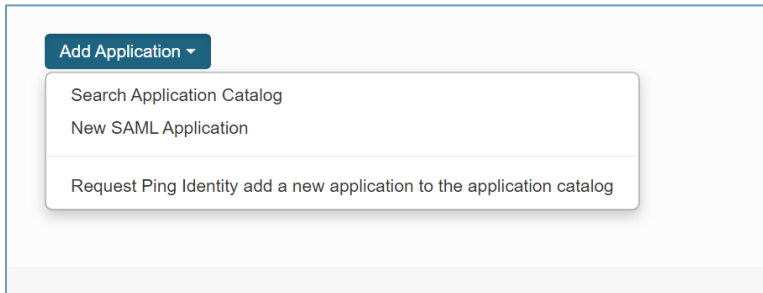 Add Application
Search Application Catalog
New SAML Application
Request Ping Identity add a new application to the application catalog